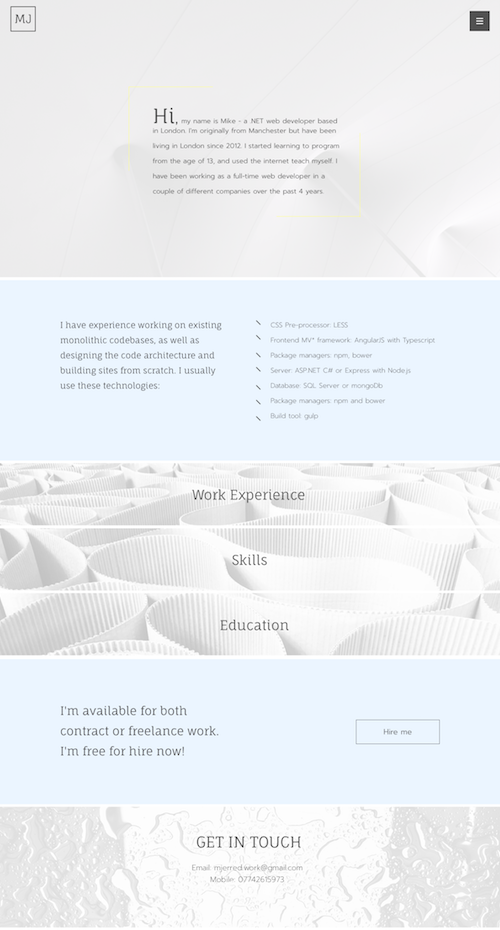 MJ
Hi, my name is Mike - a .NET web developer based
in London. I'm originally from Manchester but have been
living in London since 2012. I started learning to program
from the age of 13, and used the internet teach myself. I
have been working as a full-time web developer in a
couple of different companies over the past 4 years.
I have experience working on existing
monolithic codebases, as well as
designing the code architecture and
building sites from scratch. I usually
use these technologies:
CSS Pre-processor: LESS
Frontend MV* framework: AngularJS with Typescript
Package managers: npm, bower
Server: ASP.NET C# or Express with Node.js
Database: SQL Server or mongoDb
Package managers: npm and bower
Build tool: gulp
Work Experience
Skills
Education
I'm available for both
contract or freelance work.
I'm free for hire now!
Hire me
GET IN TOUCH
Email: mjerred.work@gmail.com
Mobile: 07742615973